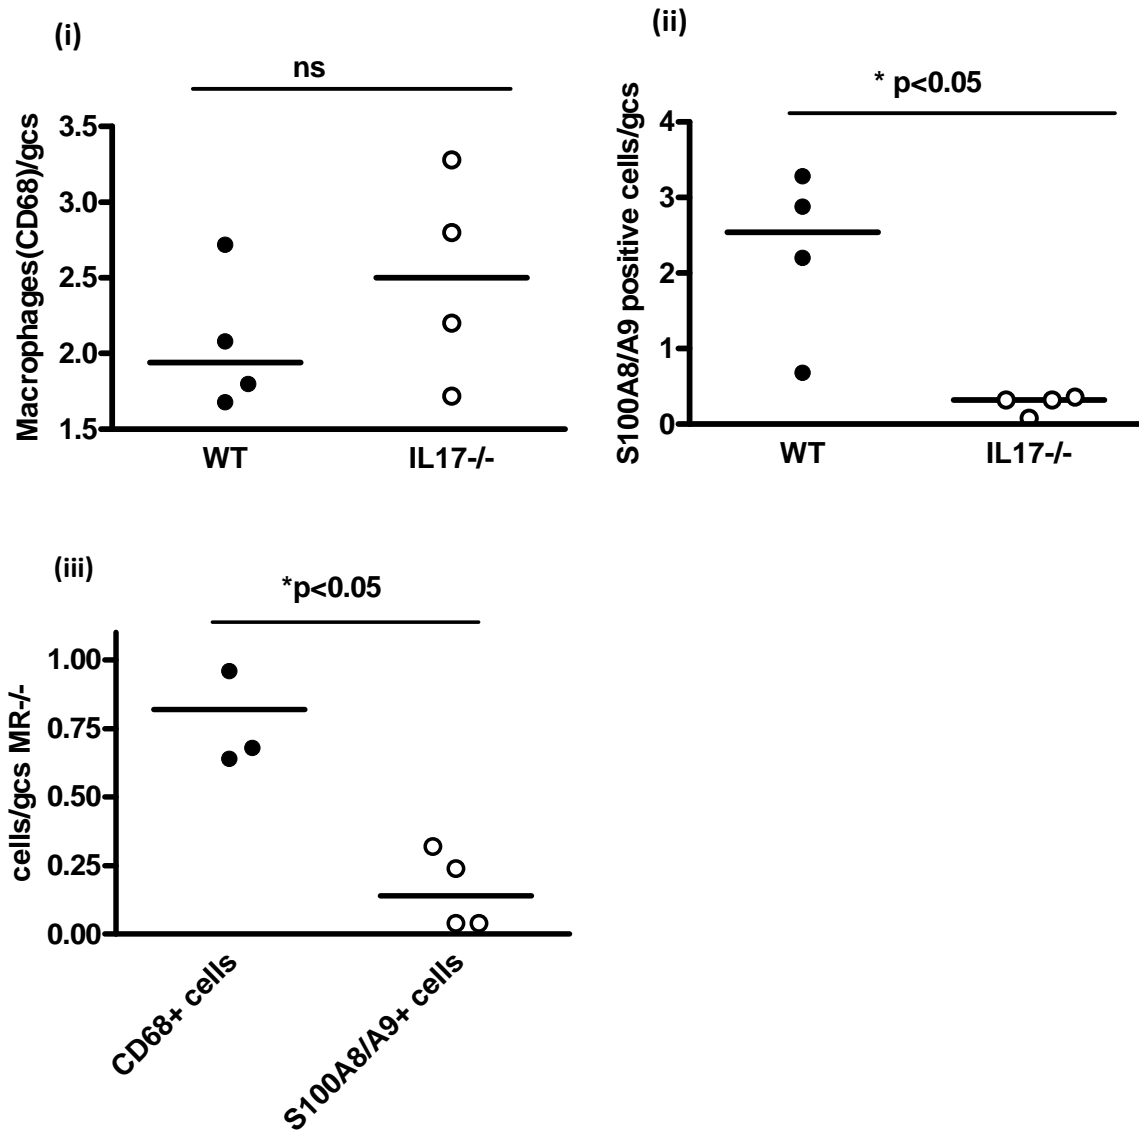 (i)
ns
Macrophages(CD68)/gcs
3.5
3.0
2.5
2.0
1.5
WT
IL17-/-
(ii)
* p<0.05
S100A8/A9 positive cells/gcs
4
3
2
1
0
WT
IL17-/-
(iii)
*p<0.05
cells/gcs MR-/-
1.00
0.75
0.50
0.25
0.00
CD68+ cells
S100A8/A9+ cells